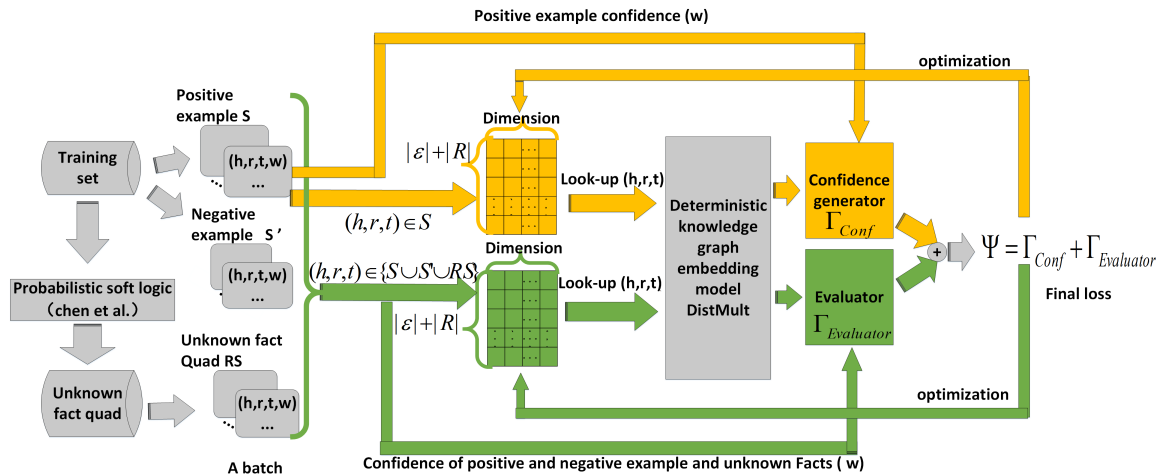 Positive example confidence (w)
optimization
Positive
example S
(h,r,t,w)
...
...
Training
set
Negative
example S'
(h,r,t,w)
...
...
Probabilistic soft logic
（chen et al.）
Unknown fact
Quad RS
(h,r,t,w)
...
...
Unknown
fact quad
A batch
Dimension
|ε|+|R|
(h,r,t)∈S
Look-up (h,r,t)
Dimension
(h,r,t)∈{S∪S'∪RS}
|ε|+|R|
Look-up (h,r,t)
Deterministic
knowledge
graph
embedding
model
DistMult
Confidence
generator
Γ_Conf
Evaluator
Γ_Evaluator
+
Ψ = Γ_Conf + Γ_Evaluator
Final loss
optimization
Confidence of positive and negative example and unknown Facts ( w)